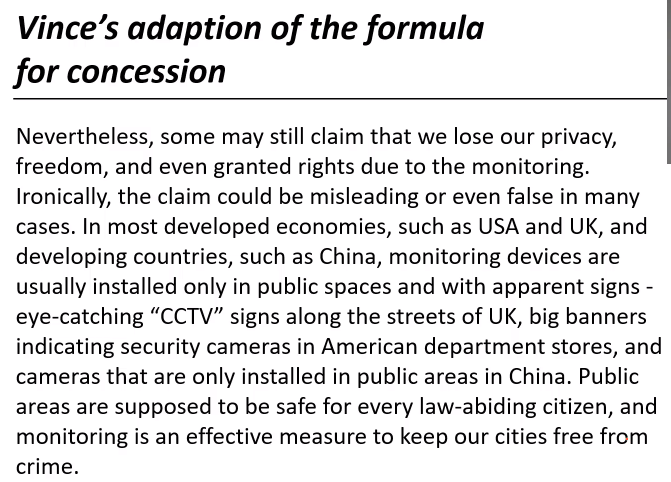 Vince’s adaption of the formula
for concession
Nevertheless, some may still claim that we lose our privacy,
freedom, and even granted rights due to the monitoring.
Ironically, the claim could be misleading or even false in many
cases. In most developed economies, such as USA and UK, and
developing countries, such as China, monitoring devices are
usually installed only in public spaces and with apparent signs -
eye-catching “CCTV” signs along the streets of UK, big banners
indicating security cameras in American department stores, and
cameras that are only installed in public areas in China. Public
areas are supposed to be safe for every law-abiding citizen, and
monitoring is an effective measure to keep our cities free from
crime.